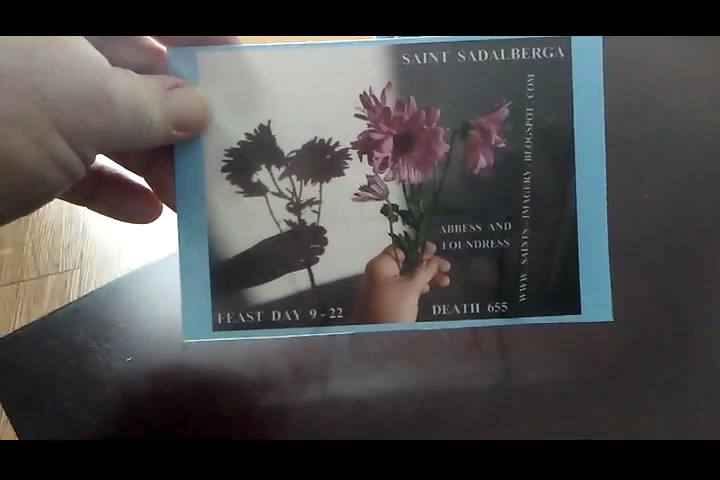 SAINT SADALBERGA
WWW.SAINTS-IMAGERY.BLOGSPOT.COM
ABBESS AND
FOUNDRESS
FEAST DAY 9-22
DEATH 655